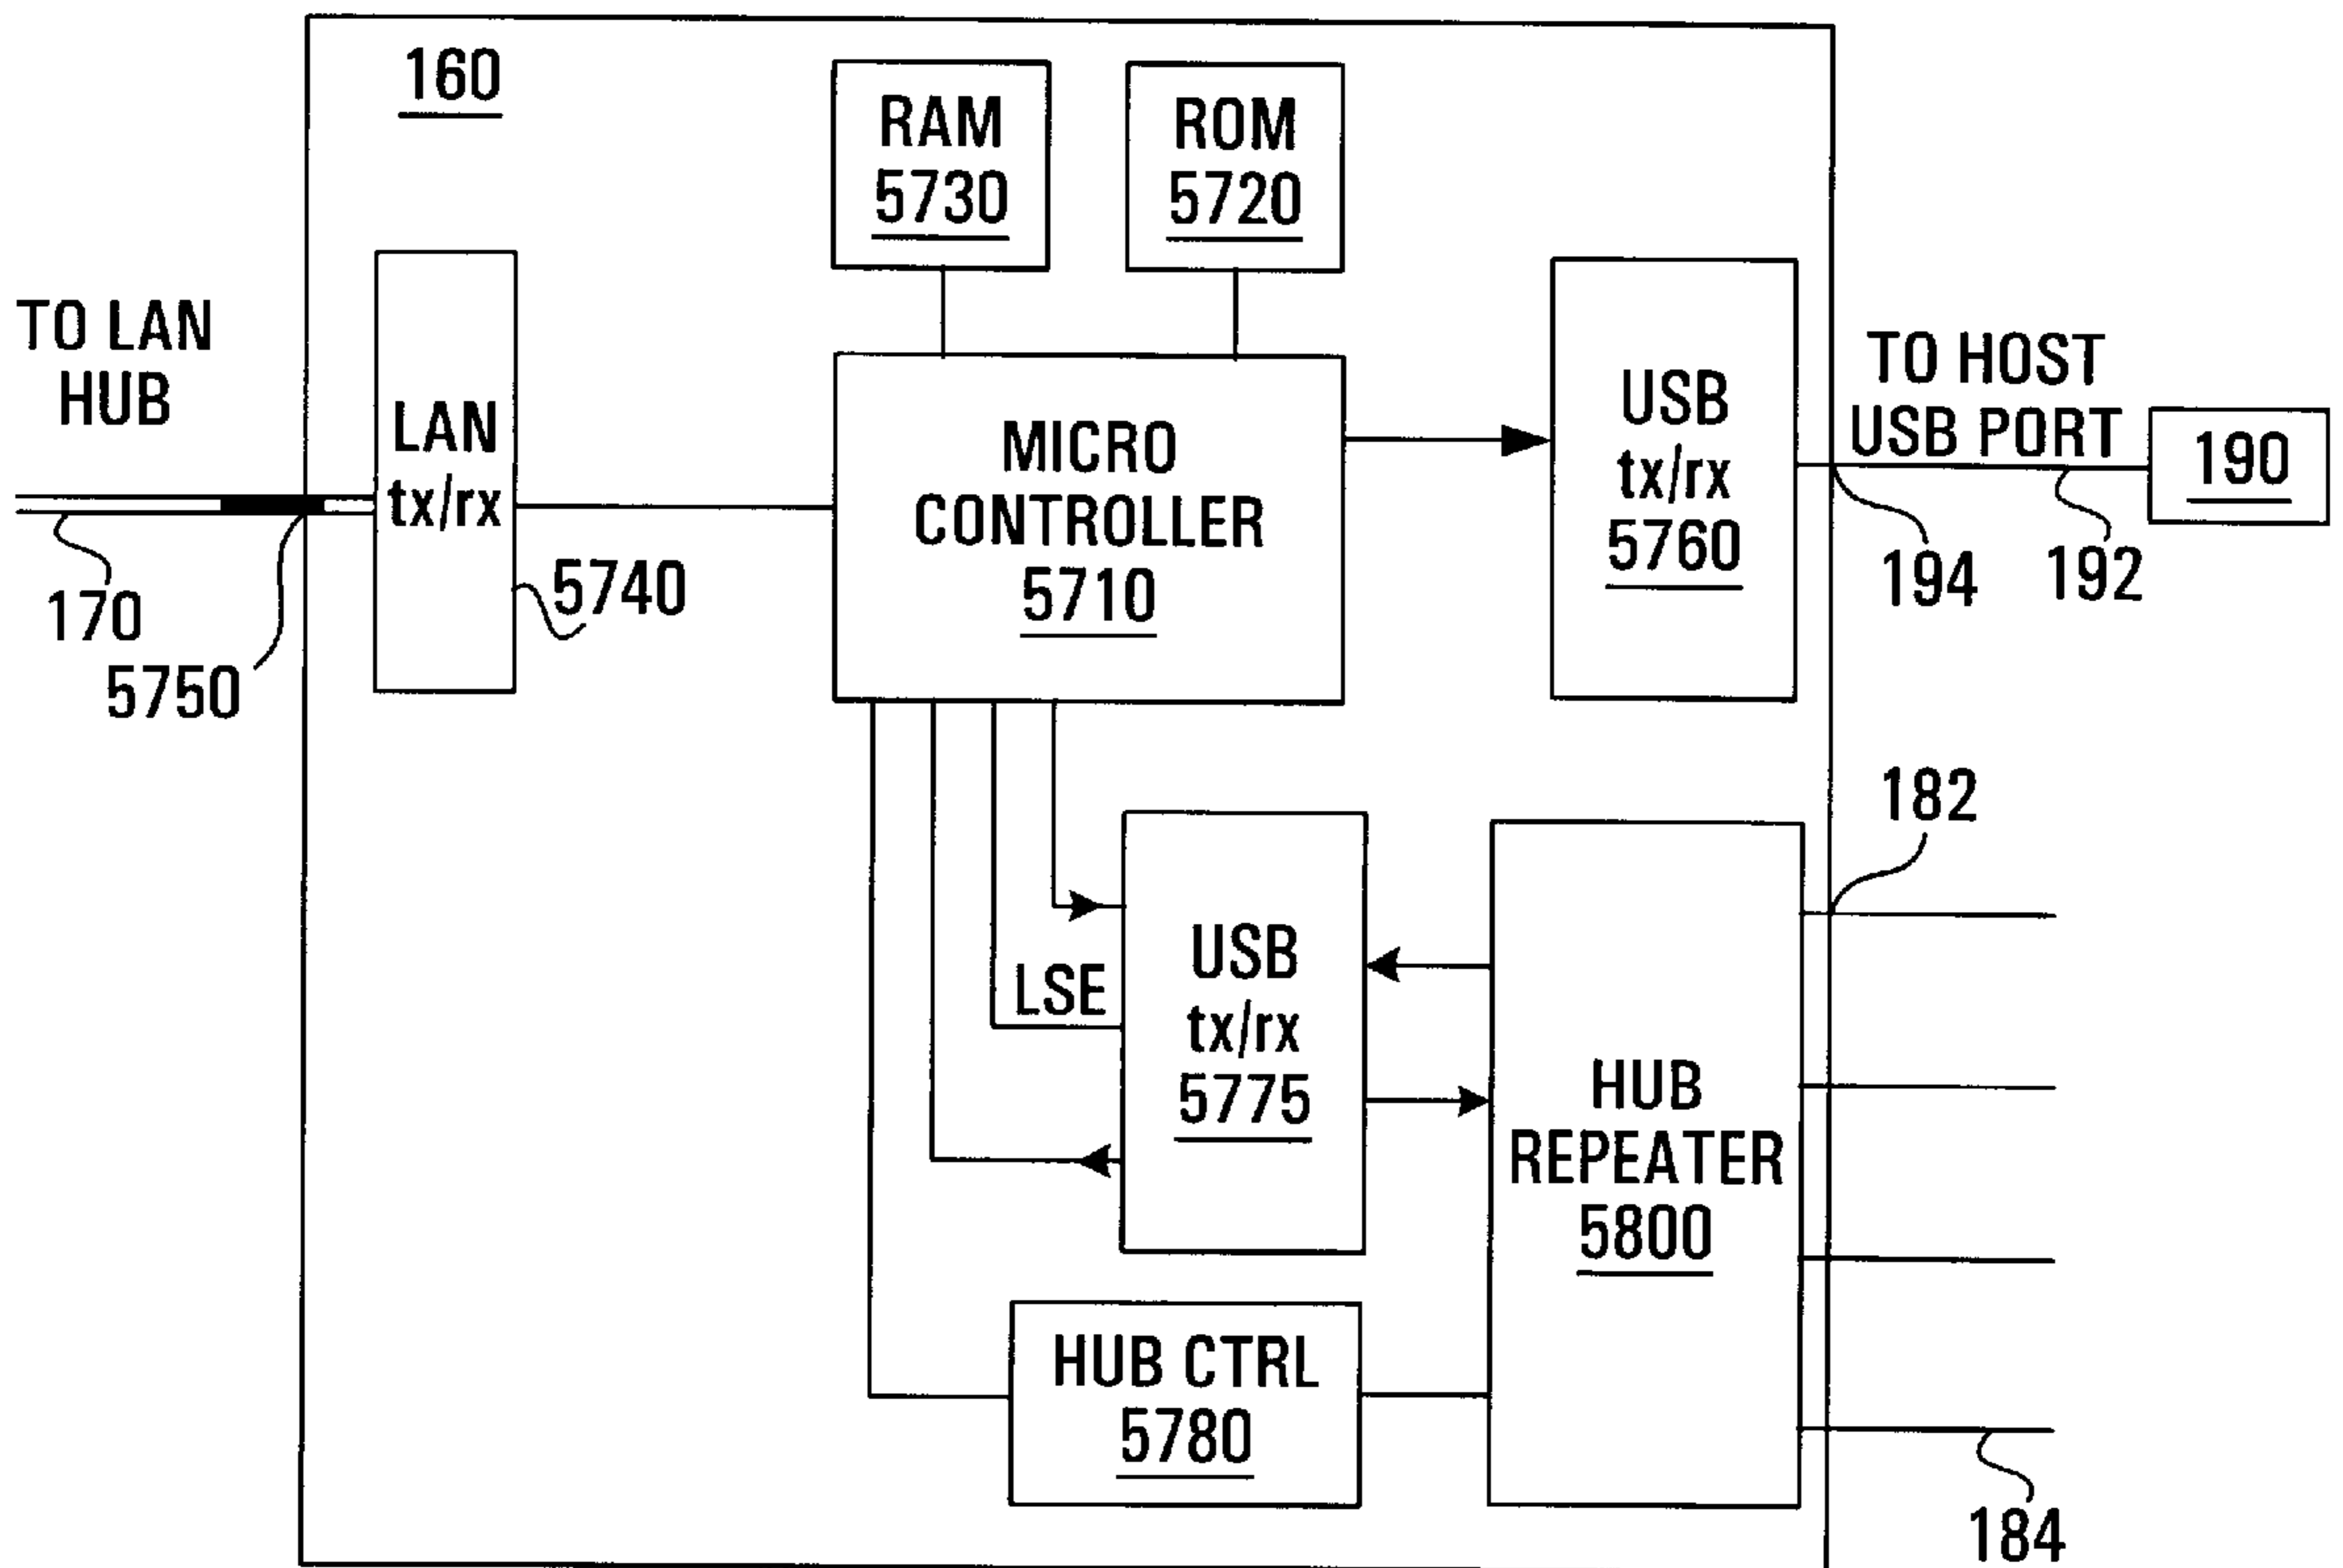 160
RAM
5730
ROM
5720
TO LAN
HUB
LAN
tx/rx
5740
170
5750
MICRO
CONTROLLER
5710
USB
tx/rx
5760
TO HOST
USB PORT
190
194
192
182
LSE
USB
tx/rx
5775
HUB
REPEATER
5800
HUB CTRL
5780
184